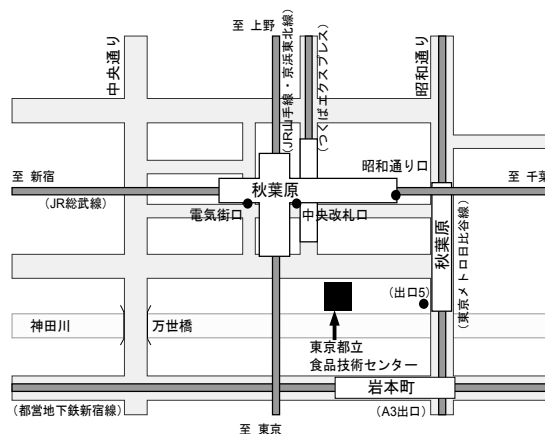 至 上野
中央通り
(JR山手線・京浜東北線)
(つくばエクスプレス)
昭和通り
昭和通り口
至 新宿
秋葉原
至 千葉
(JR総武線)
電気街口
中央改札口
秋葉原
(東京メトロ日比谷線)
(出口5)
神田川
万世橋
東京都立
食品技術センター
岩本町
(都営地下鉄新宿線)
(A3出口)
至 東京